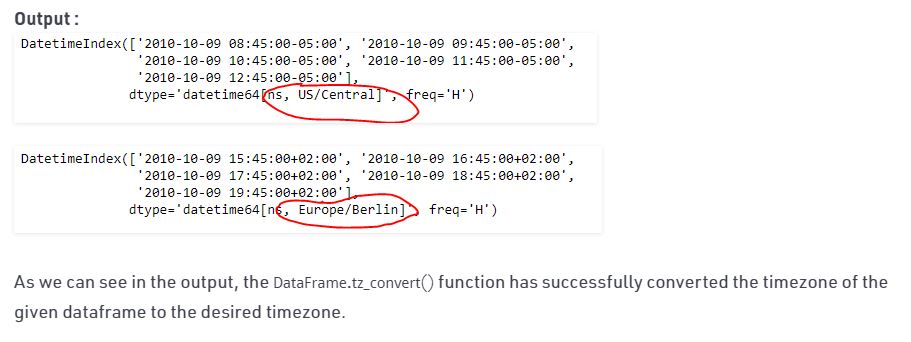 Output :
DatetimeIndex(['2010-10-09 08:45:00-05:00', '2010-10-09 09:45:00-05:00',
'2010-10-09 10:45:00-05:00', '2010-10-09 11:45:00-05:00',
'2010-10-09 12:45:00-05:00'],
dtype='datetime64[ns, US/Central]', freq='H')
DatetimeIndex(['2010-10-09 15:45:00+02:00', '2010-10-09 16:45:00+02:00',
'2010-10-09 17:45:00+02:00', '2010-10-09 18:45:00+02:00',
'2010-10-09 19:45:00+02:00'],
dtype='datetime64[ns, Europe/Berlin]', freq='H')
As we can see in the output, the DataFrame.tz_convert() function has successfully converted the timezone of the
given dataframe to the desired timezone.